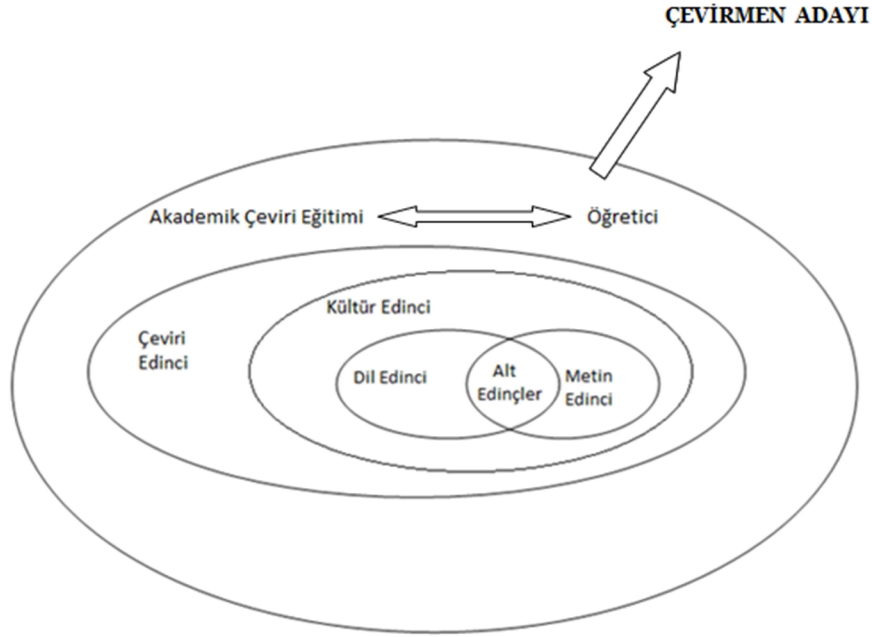 ÇEVİRMEN ADAYI
Akademik Çeviri Eğitimi
Öğretici
Kültür Edinci
Çeviri
Edinci
Dil Edinci
Alt
Edinçler
Metin
Edinci